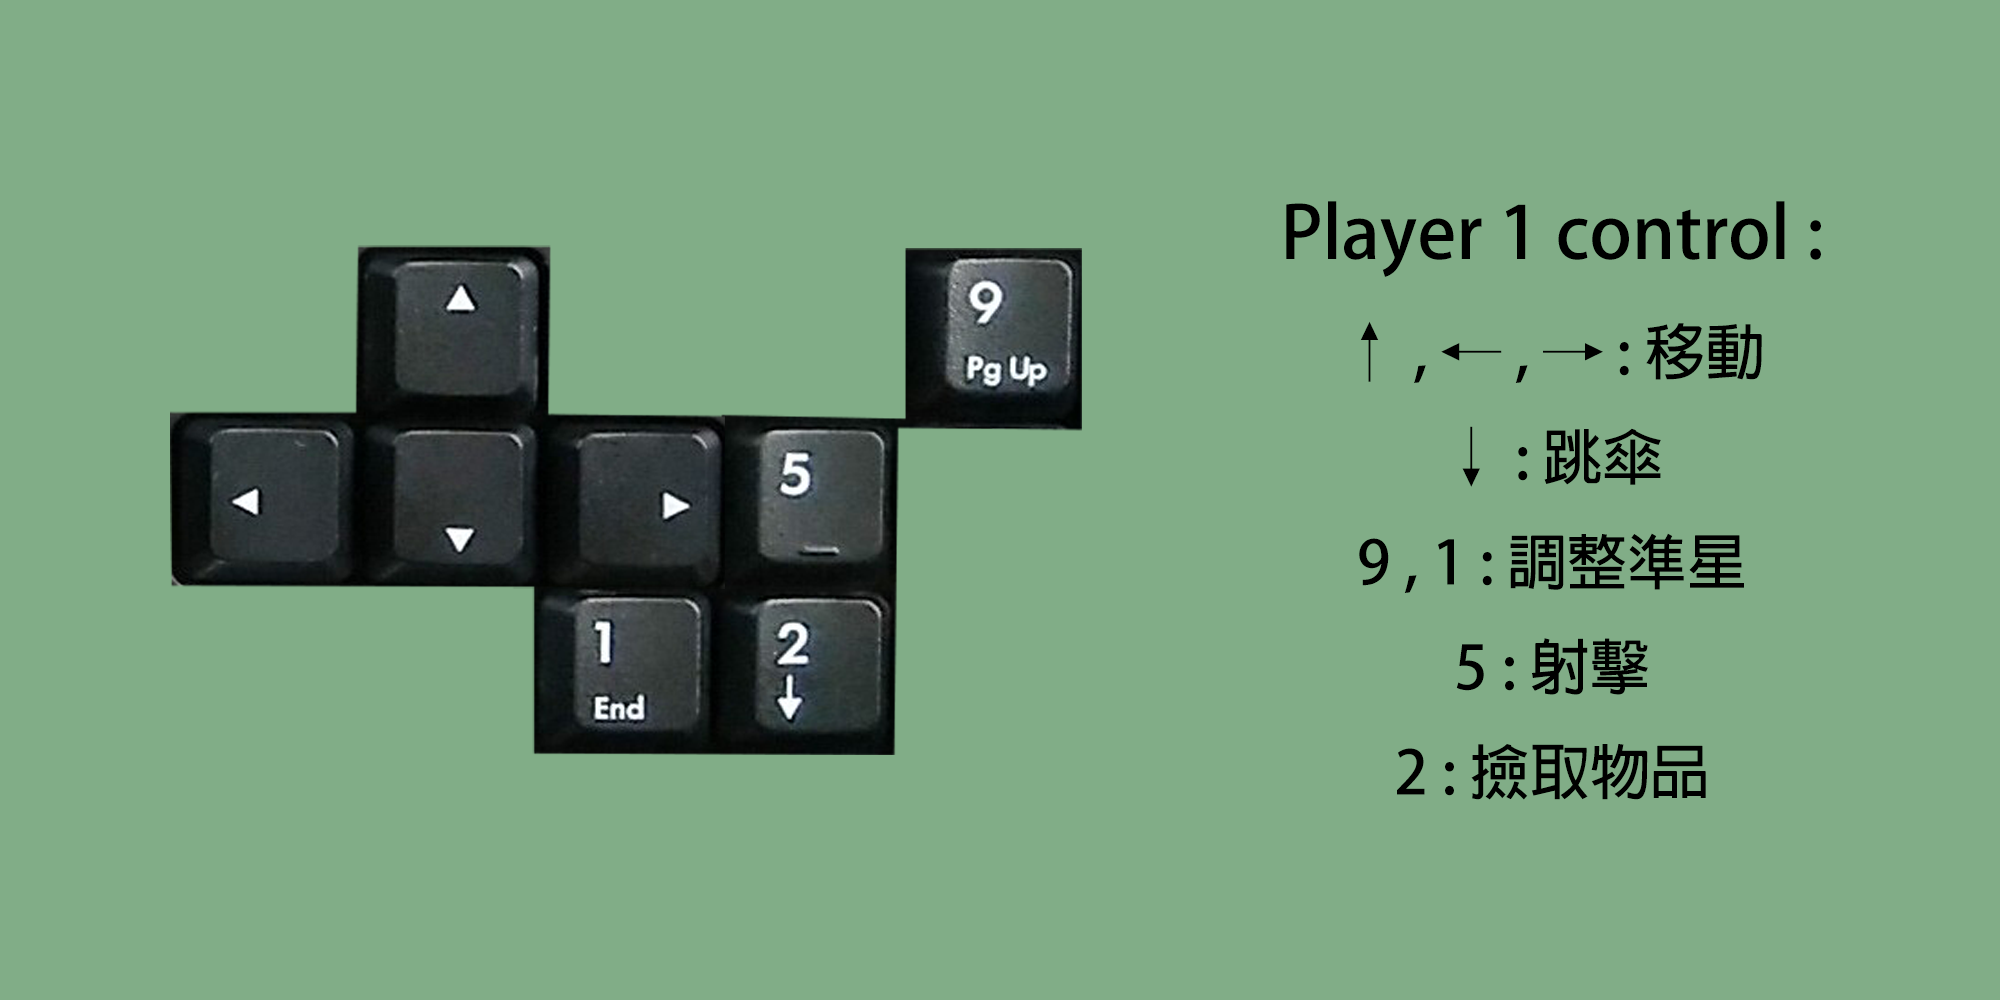 9
Pg Up
5
1
End
2
↓
Player 1 control :
↑ , ← , → : 移動
↓ : 跳傘
9 , 1 : 調整準星
5 : 射擊
2 : 撿取物品